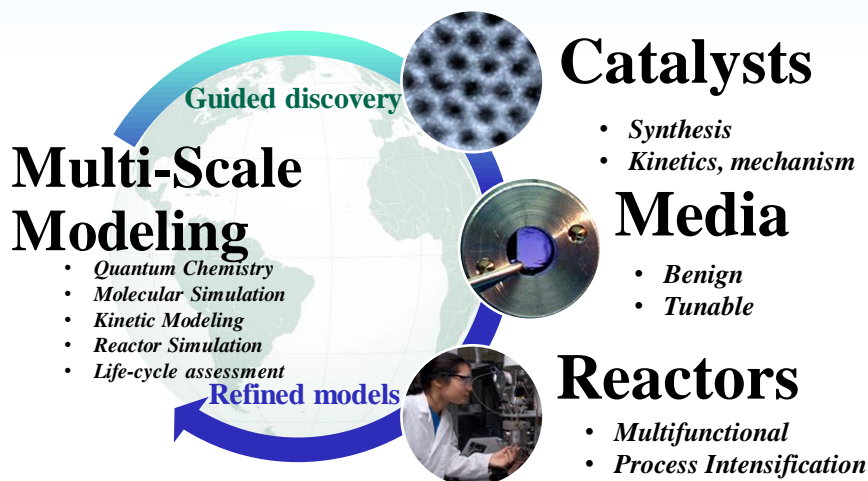 Guided discovery
Catalysts
• Synthesis
• Kinetics, mechanism
Multi-Scale
Modeling
• Quantum Chemistry
• Molecular Simulation
• Kinetic Modeling
• Reactor Simulation
• Life-cycle assessment
Media
• Benign
• Tunable
Refined models
Reactors
• Multifunctional
• Process Intensification